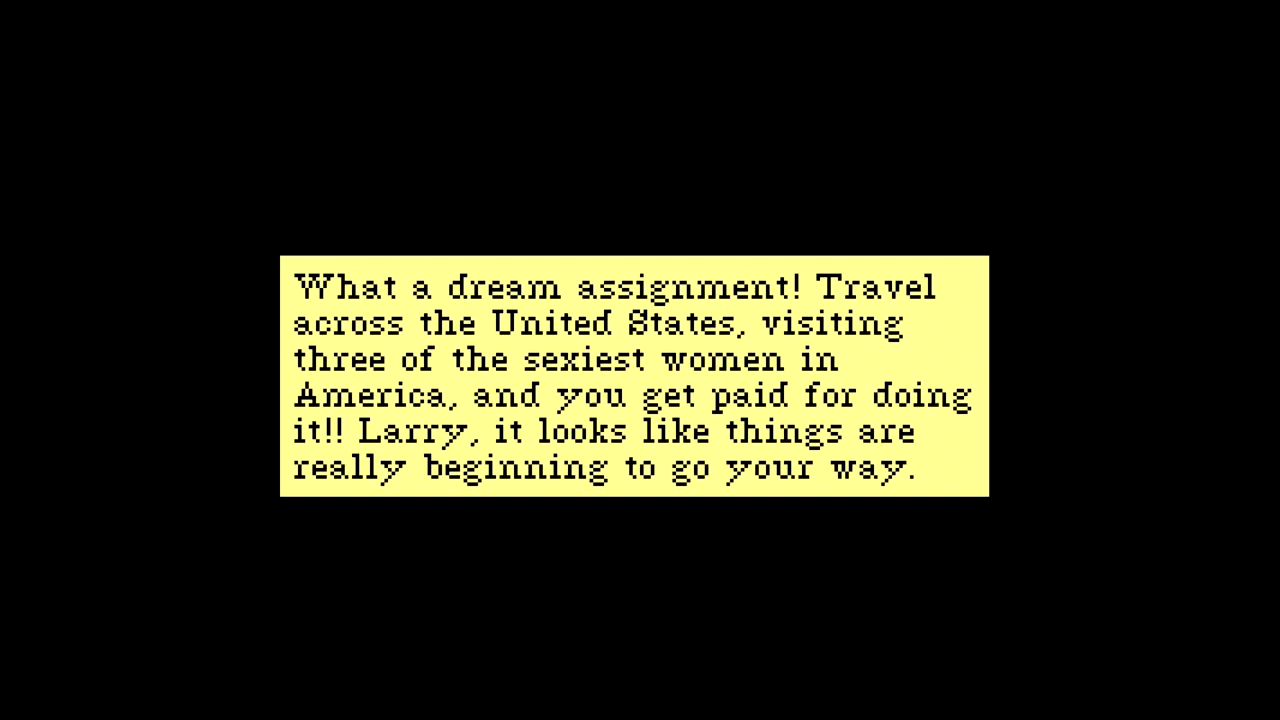 What a dream assignment! Travel
across the United States, visiting
three of the sexiest women in
America, and you get paid for doing
it!! Larry, it looks like things are
really beginning to go your way.